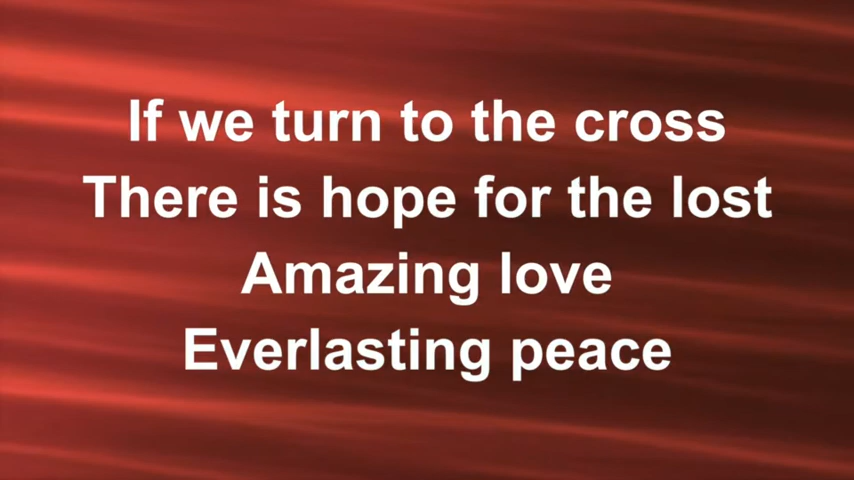 If we turn to the cross
There is hope for the lost
Amazing love
Everlasting peace